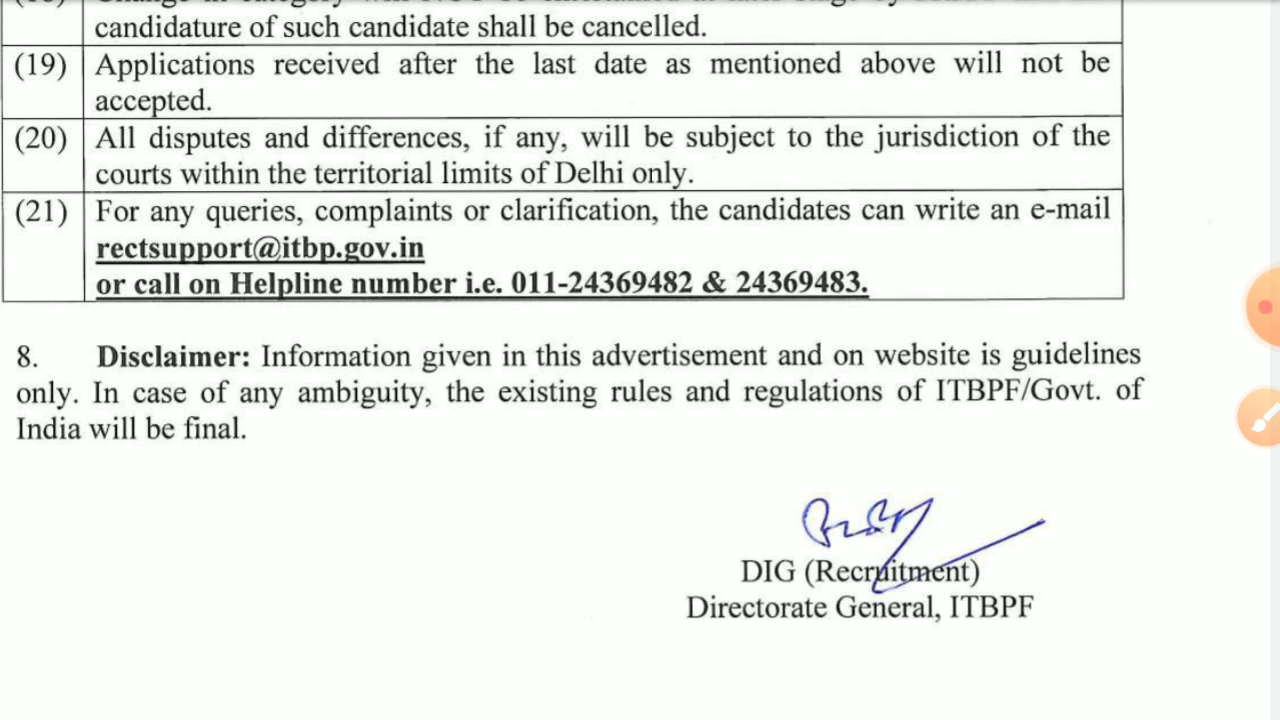 candidature of such candidate shall be cancelled.
(19) Applications received after the last date as mentioned above will not be
accepted.
(20) All disputes and differences, if any, will be subject to the jurisdiction of the
courts within the territorial limits of Delhi only.
(21) For any queries, complaints or clarification, the candidates can write an e-mail
rectsupport@itbp.gov.in
or call on Helpline number i.e. 011-24369482 & 24369483.
8. Disclaimer: Information given in this advertisement and on website is guidelines
only. In case of any ambiguity, the existing rules and regulations of ITBPF/Govt. of
India will be final.
DIG (Recruitment)
Directorate General, ITBPF